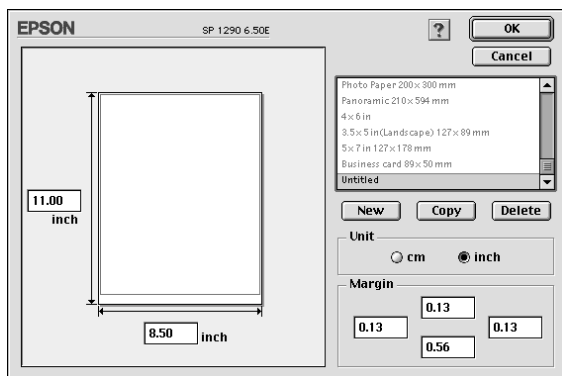 EPSON
SP 1290 6.50E
?
OK
Cancel
Photo Paper 200×300 mm
Panoramic 210×594 mm
4×6 in
3.5×5 in(Landscape) 127×89 mm
5×7 in 127×178 mm
Business card 89×50 mm
Untitled
11.00
inch
8.50 inch
New Copy Delete
Unit
cm inch
Margin
0.13
0.13 0.13
0.56